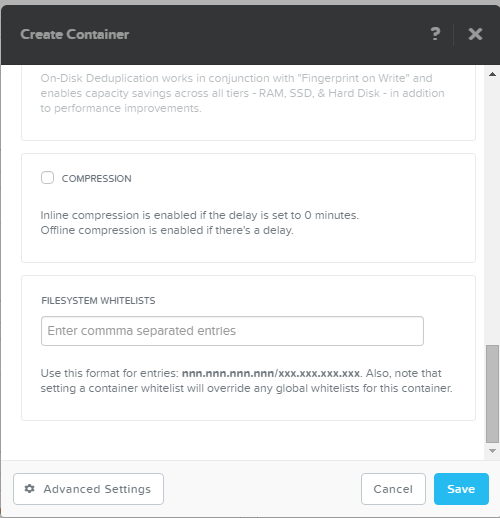 Create Container
?
On-Disk Deduplication works in conjunction with "Fingerprint on Write" and
enables capacity savings across all tiers - RAM, SSD, & Hard Disk - in addition
to performance improvements.
COMPRESSION
Inline compression is enabled if the delay is set to 0 minutes.
Offline compression is enabled if there's a delay.
FILESYSTEM WHITELISTS
Enter commma separated entries
Use this format for entries: nnn.nnn.nnn.nnn/xxx.xxx.xxx.xxx. Also, note that
setting a container whitelist will override any global whitelists for this container.
Advanced Settings
Cancel
Save